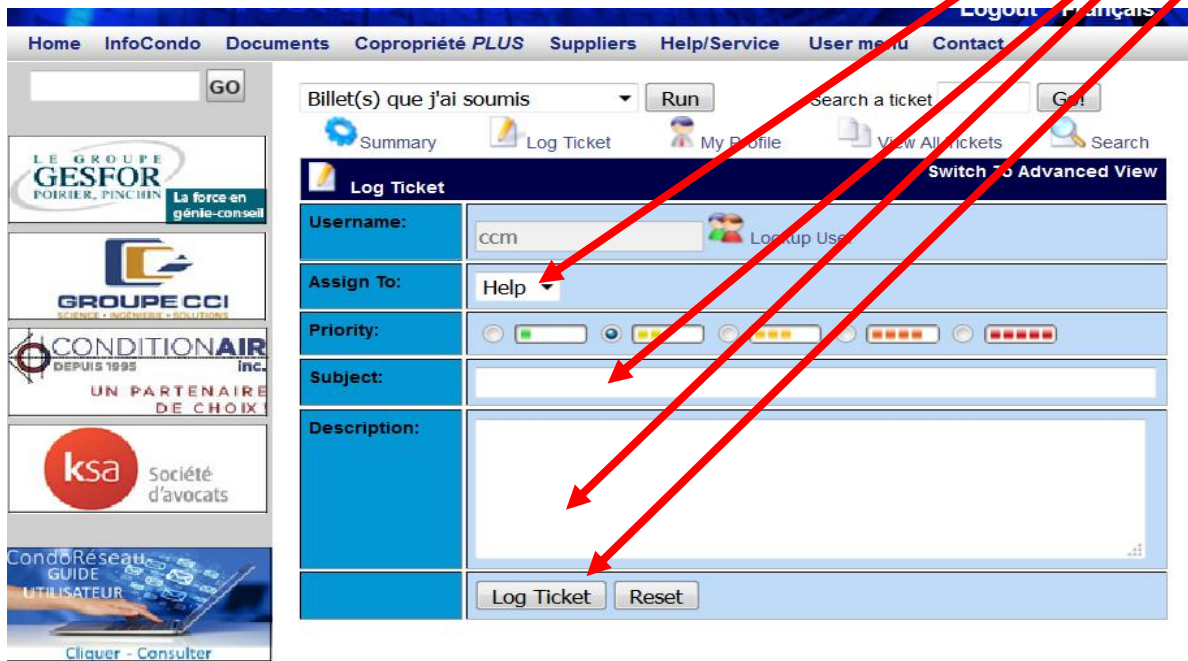 Logout Français
Home InfoCondo Documents Copropriété PLUS Suppliers Help/Service User menu Contact
GO
Billet(s) que j'ai soumis Run Search a ticket Go!
Summary Log Ticket My Profile View All Tickets Search
Log Ticket Switch To Advanced View
Username: ccm Lookup User
Assign To: Help
Priority:
Subject:
Description:
Log Ticket Reset
LE GROUPE
GESFOR
POIRIER, PINCHIN
La force en
génie-conseil
GROUPE CCI
SCIENCE • INGÉNIERIE • SOLUTIONS
CONDITIONAIR
DEPUIS 1995 inc.
UN PARTENAIRE
DE CHOIX!
ksa Société
d'avocats
CondoRéseau
GUIDE
UTILISATEUR
Cliquer - Consulter